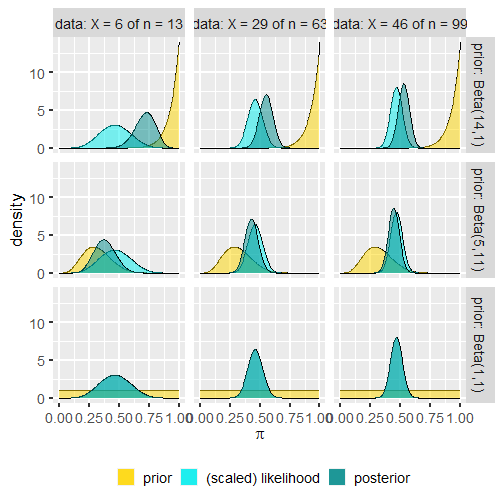 data: X = 6 of n = 13
data: X = 29 of n = 63
data: X = 46 of n = 99
10
5
0
prior: Beta(14,1)
10
5
0
prior: Beta(5,11)
10
5
0
prior: Beta(1,1)
density
0.00 0.25 0.50 0.75 1.00
0.00 0.25 0.50 0.75 1.00
0.00 0.25 0.50 0.75 1.00
π
prior (scaled) likelihood posterior